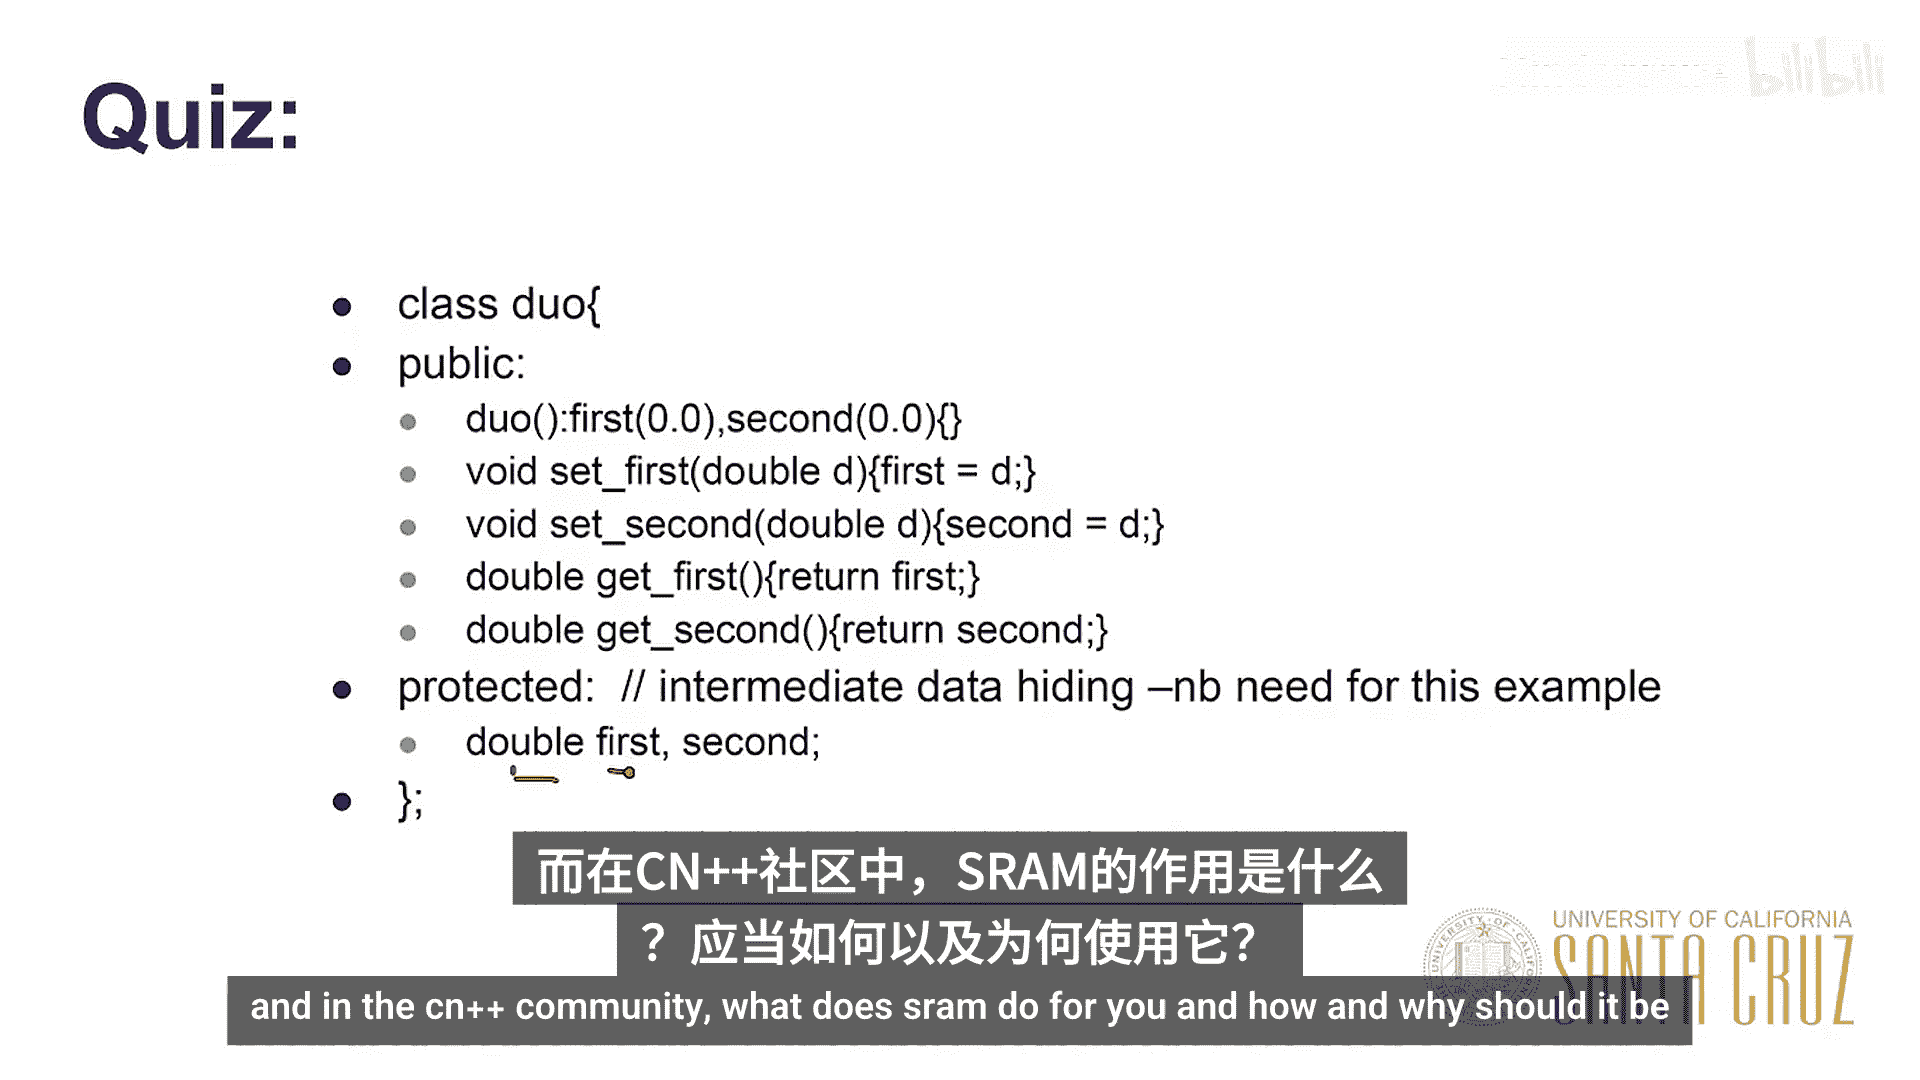 bilibili
Quiz:
class duo{
public:
duo():first(0.0),second(0.0){}
void set_first(double d){first = d;}
void set_second(double d){second = d;}
double get_first(){return first;}
double get_second(){return second;}
protected: // intermediate data hiding –nb need for this example
double first, second;
};
而在CN++社区中，SRAM的作用是什么
？应当如何以及为何使用它？
and in the cn++ community, what does sram do for you and how and why should it be
UNIVERSITY OF CALIFORNIA
SANTA CRUZ